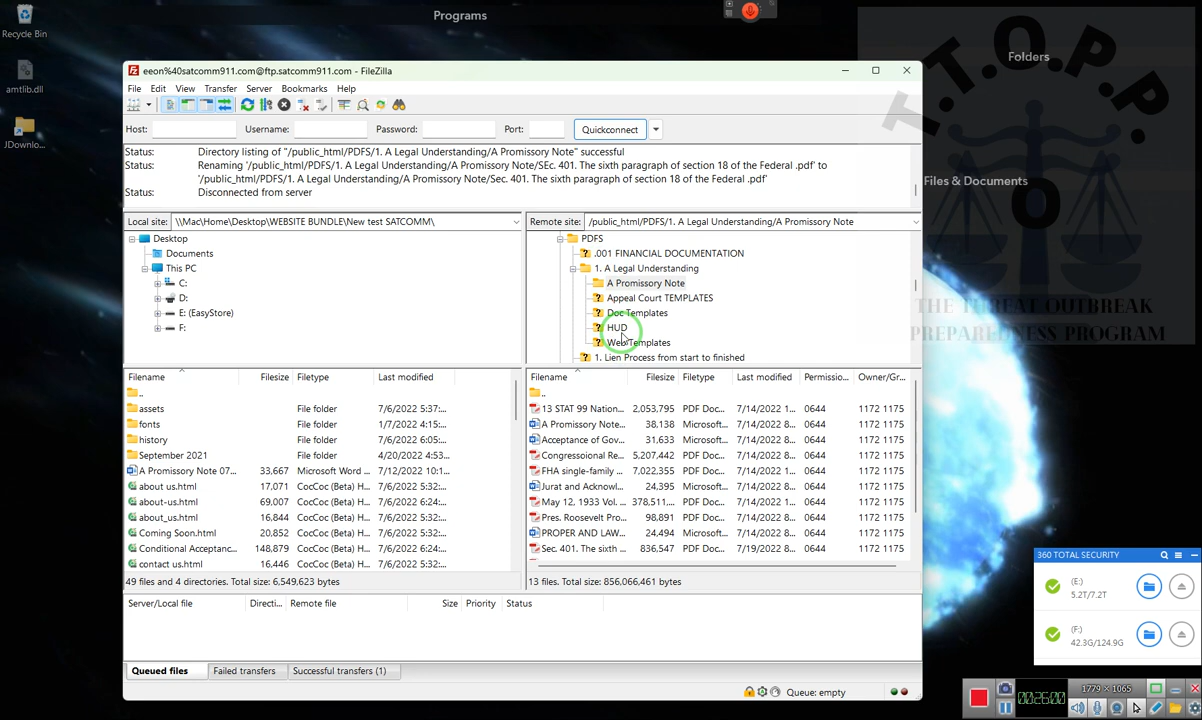 Programs
Recycle Bin
amtlib.dll
JDownlo...
Folders
Files & Documents
T.T.O.P.P.
THE THREAT OUTBREAK
PREPAREDNESS PROGRAM
eeon%40satcomm911.com@ftp.satcomm911.com - FileZilla
File Edit View Transfer Server Bookmarks Help
Host: Username: Password: Port: Quickconnect
Status: Directory listing of "/public_html/PDFS/1. A Legal Understanding/A Promissory Note" successful
Status: Renaming '/public_html/PDFS/1. A Legal Understanding/A Promissory Note/SEc. 401. The sixth paragraph of section 18 of the Federal .pdf' to
'/public_html/PDFS/1. A Legal Understanding/A Promissory Note/Sec. 401. The sixth paragraph of section 18 of the Federal .pdf'
Status: Disconnected from server
Local site: \\Mac\Home\Desktop\WEBSITE BUNDLE\New test SATCOMM\
Desktop
Documents
This PC
C:
D:
E: (EasyStore)
F:
Remote site: /public_html/PDFS/1. A Legal Understanding/A Promissory Note
PDFS
.001 FINANCIAL DOCUMENTATION
1. A Legal Understanding
A Promissory Note
Appeal Court TEMPLATES
Doc Templates
HUD
Web Templates
1. Lien Process from start to finished
Filename Filesize Filetype Last modified
..
assets File folder 7/6/2022 5:37:...
fonts File folder 1/7/2022 4:15:...
history File folder 7/6/2022 6:05:...
September 2021 File folder 4/20/2022 4:53...
A Promissory Note 07... 33,667 Microsoft Word ... 7/12/2022 10:1...
about us.html 17,071 CocCoc (Beta) H... 7/6/2022 5:32:...
about-us.html 69,007 CocCoc (Beta) H... 7/6/2022 6:24:...
about_us.html 16,844 CocCoc (Beta) H... 7/6/2022 5:32:...
Coming Soon.html 20,852 CocCoc (Beta) H... 7/6/2022 5:32:...
Conditional Acceptanc... 148,879 CocCoc (Beta) H... 7/6/2022 6:24:...
contact us.html 16,446 CocCoc (Beta) H... 7/6/2022 5:32:...
49 files and 4 directories. Total size: 6,549,623 bytes
Filename Filesize Filetype Last modified Permissio... Owner/Gr...
..
13 STAT 99 Nation... 2,053,795 PDF Doc... 7/14/2022 1... 0644 1172 1175
A Promissory Note... 38,138 Microsoft... 7/14/2022 8... 0644 1172 1175
Acceptance of Gov... 31,633 Microsoft... 7/14/2022 8... 0644 1172 1175
Congressoional Re... 5,207,442 PDF Doc... 7/14/2022 8... 0644 1172 1175
FHA single-family ... 7,022,355 PDF Doc... 7/14/2022 1... 0644 1172 1175
Jurat and Acknowl... 24,395 Microsoft... 7/14/2022 8... 0644 1172 1175
May 12, 1933 Vol. ... 378,511,... PDF Doc... 7/14/2022 1... 0644 1172 1175
Pres. Roosevelt Pro... 98,891 PDF Doc... 7/14/2022 8... 0644 1172 1175
PROPER AND LAW... 24,494 Microsoft... 7/14/2022 8... 0644 1172 1175
Sec. 401. The sixth ... 836,547 PDF Doc... 7/19/2022 8... 0644 1172 1175
13 files. Total size: 856,066,461 bytes
Server/Local file Directi... Remote file Size Priority Status
Queued files Failed transfers Successful transfers (1)
Queue: empty
360 TOTAL SECURITY
(E:)
5.2T/7.2T
(F:)
42.3G/124.9G
00:26:00
1779 × 1065